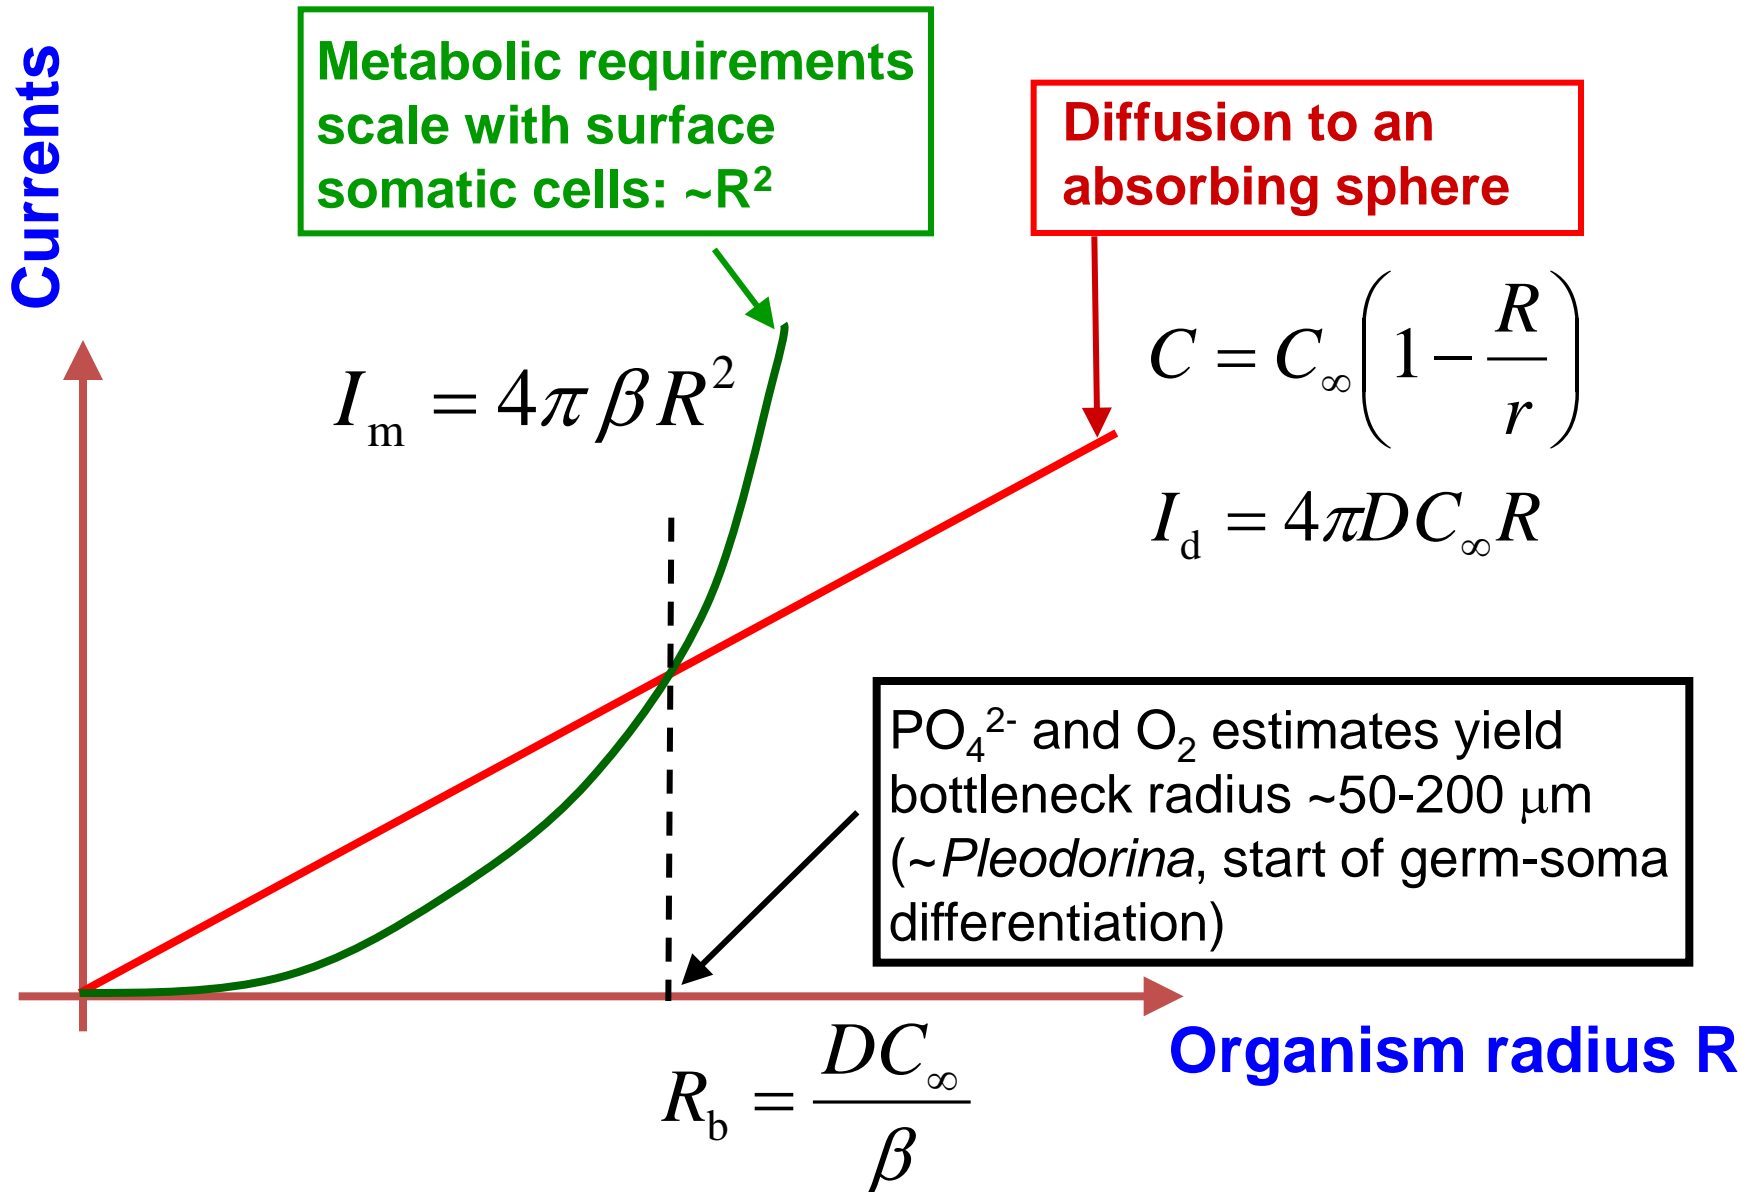 Currents
Metabolic requirements
scale with surface
somatic cells: ~R²
Diffusion to an
absorbing sphere
I_m = 4π β R²
C = C_∞(1 − R/r)
I_d = 4πDC_∞R
PO₄²⁻ and O₂ estimates yield
bottleneck radius ~50-200 μm
(~Pleodorina, start of germ-soma
differentiation)
Organism radius R
R_b = DC_∞/β